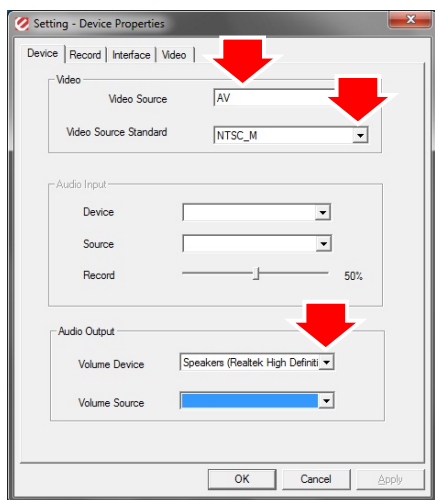 Setting - Device Properties
Device Record Interface Video
Video
Video Source AV
Video Source Standard NTSC_M
Audio Input
Device
Source
Record 50%
Audio Output
Volume Device Speakers (Realtek High Definiti
Volume Source
OK Cancel Apply